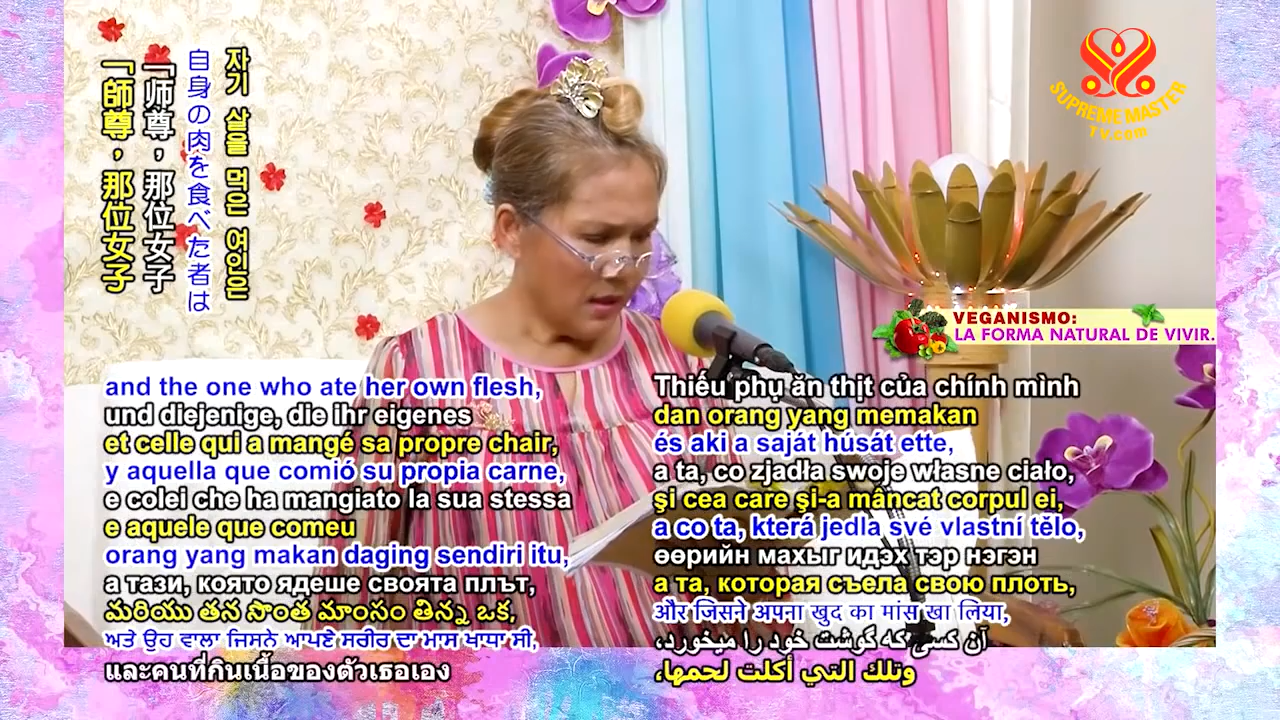 자기 살을 먹은 여인은
自身の肉を食べた者は
「师尊，那位女子
「師尊，那位女子
SUPREME MASTER
TV.com
VEGANISMO:
LA FORMA NATURAL DE VIVIR.
and the one who ate her own flesh,
und diejenige, die ihr eigenes
et celle qui a mangé sa propre chair,
y aquella que comió su propia carne,
e colei che ha mangiato la sua stessa
e aquele que comeu
orang yang makan daging sendiri itu,
а тази, която ядеше своята плът,
మరియు తన సొంత మాంసం తిన్న ఒక,
ਅਤੇ ਉਹ ਵਾਲਾ ਜਿਸਨੇ ਆਪਣੇ ਸਰੀਰ ਦਾ ਮਾਸ ਖਾਧਾ ਸੀ,
และคนที่กินเนื้อของตัวเธอเอง
Thiếu phụ ăn thịt của chính mình
dan orang yang memakan
és aki a saját húsát ette,
a ta, co zjadła swoje własne ciało,
și cea care și-a mâncat corpul ei,
a co ta, která jedla své vlastní tělo,
өөрийн махыг идэх тэр нэгэн
а та, которая съела свою плоть,
और जिसने अपना खुद का मांस खा लिया,
آن کسی که گوشت خود را میخورد،
وتلك التي أكلت لحمها،